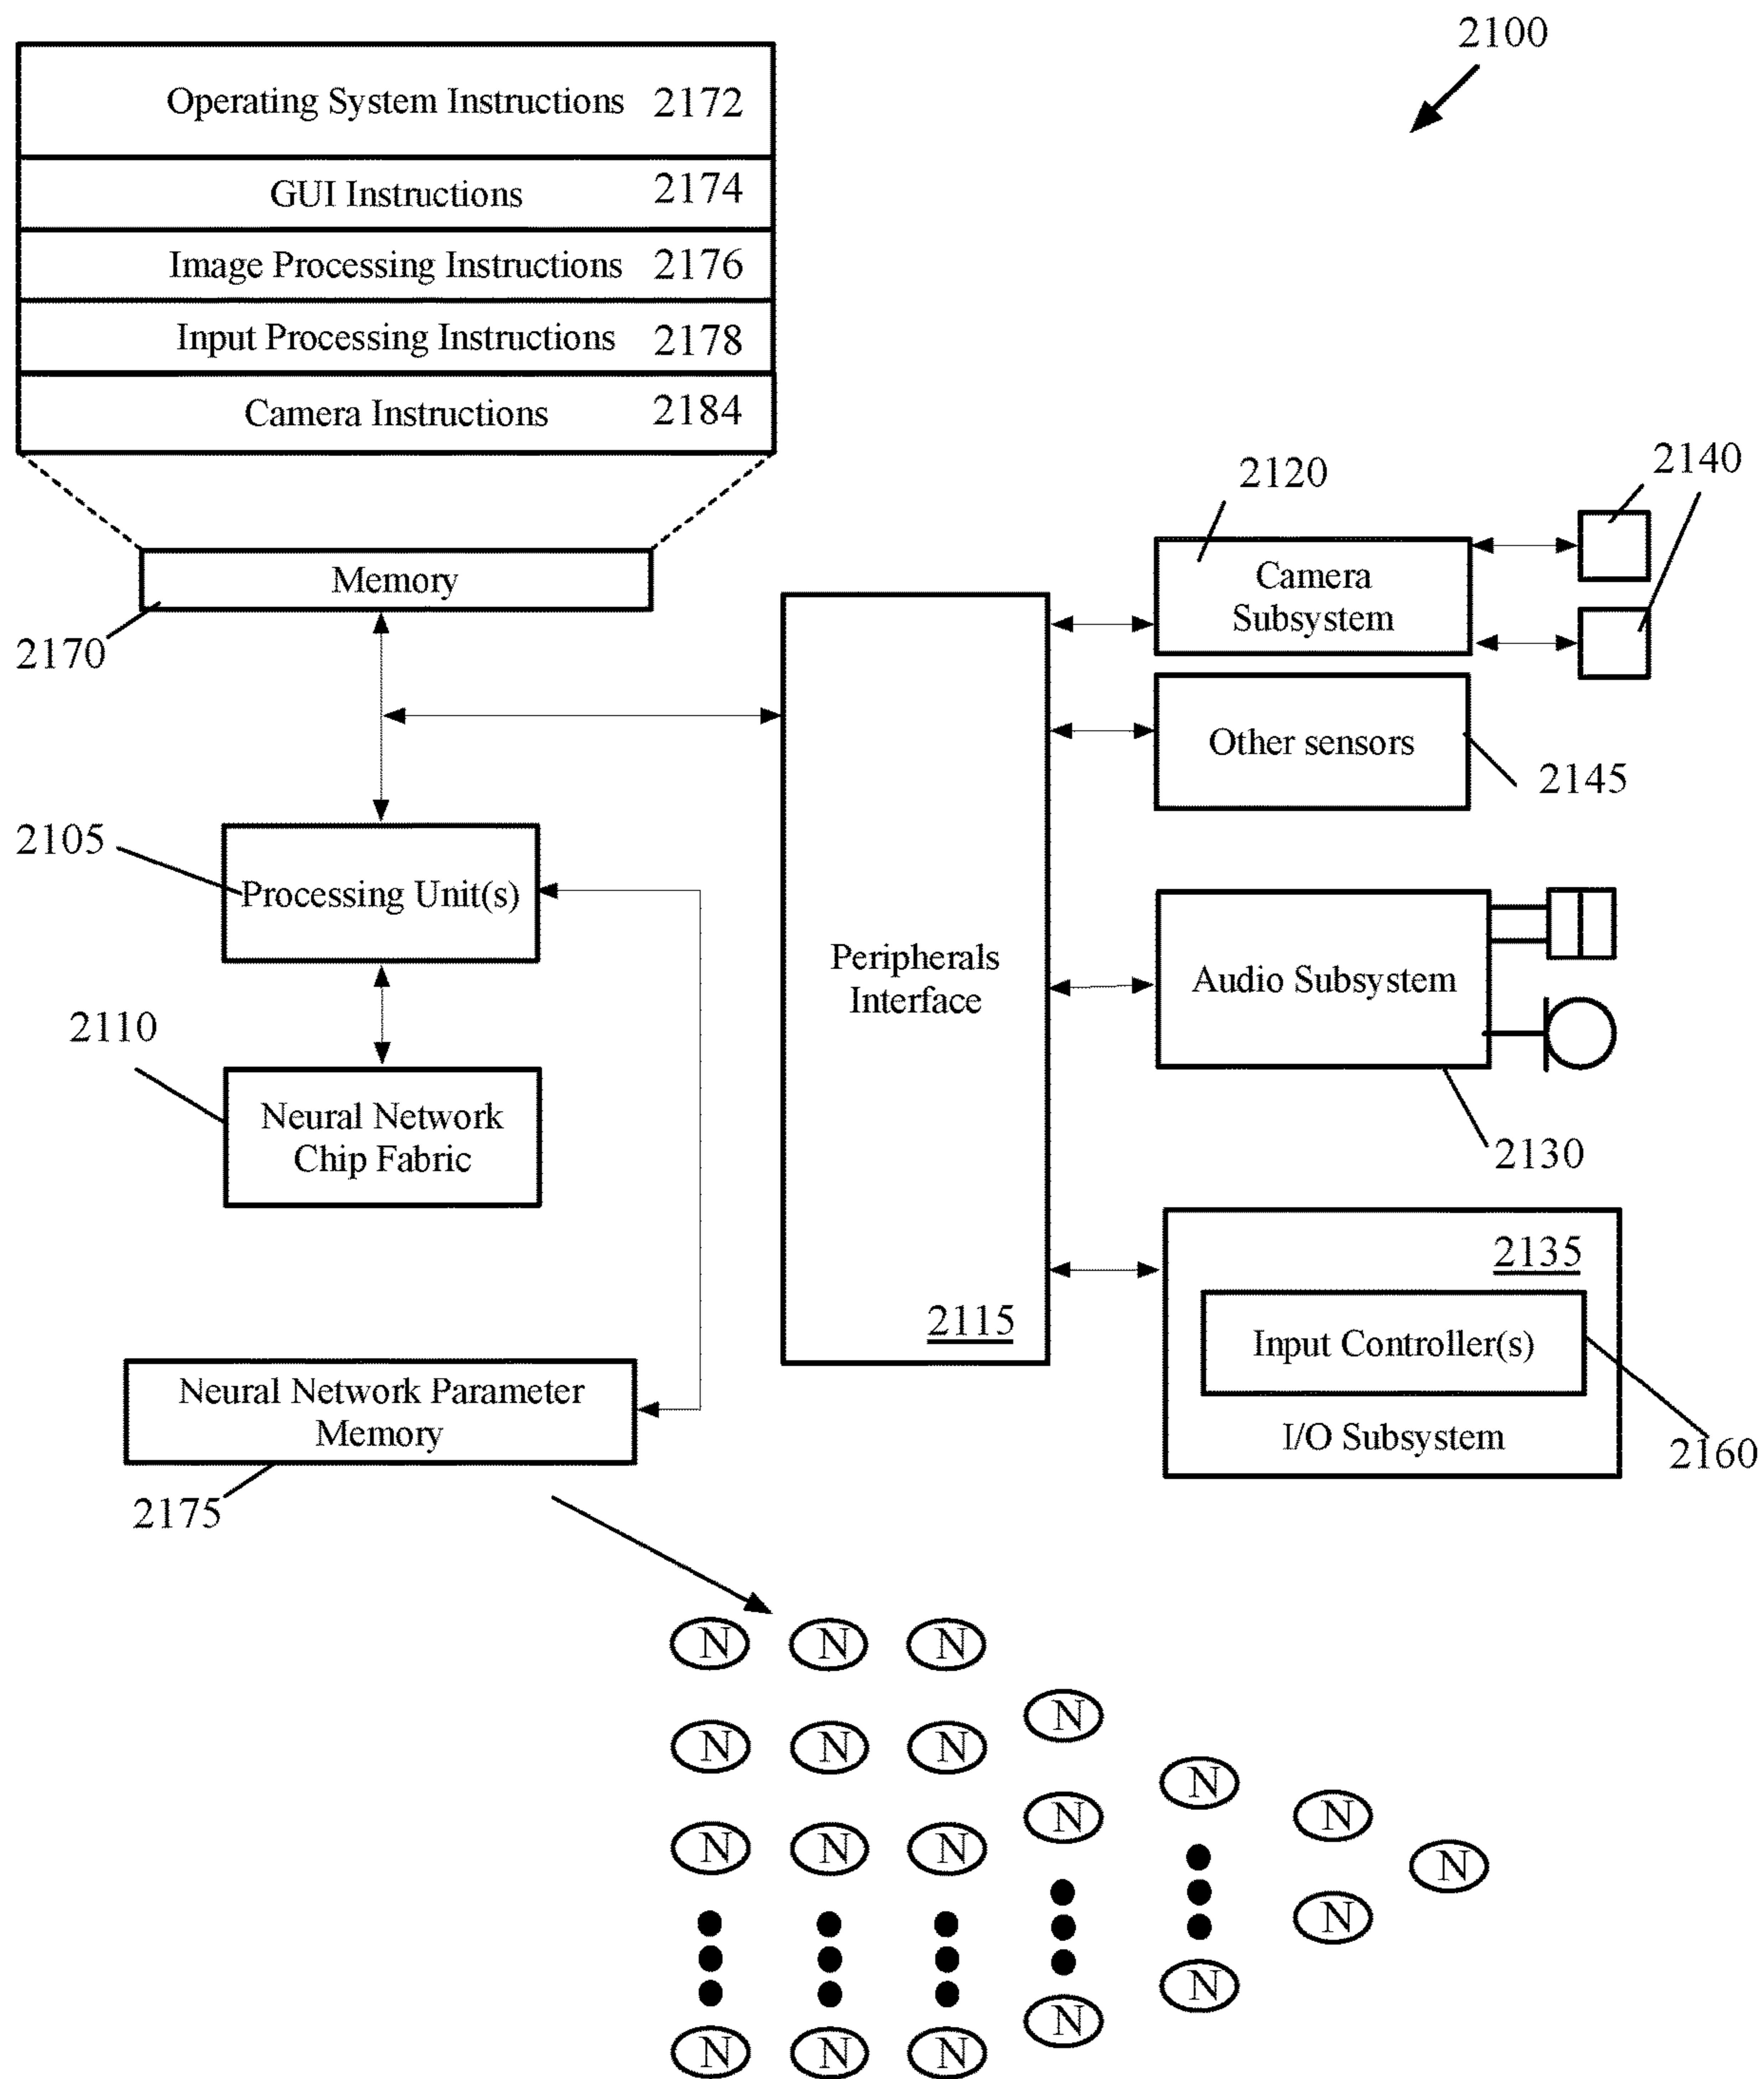 2100
Operating System Instructions 2172
GUI Instructions 2174
Image Processing Instructions 2176
Input Processing Instructions 2178
Camera Instructions 2184
2120
2140
Memory
Camera
Subsystem
2170
Other sensors
2145
2105
Processing Unit(s)
Peripherals
Interface
Audio Subsystem
2110
Neural Network
Chip Fabric
2130
2135
2115
Input Controller(s)
Neural Network Parameter
Memory
I/O Subsystem
2160
2175
N N N
N
N N N
N
N
N
N N N
N
N
N
N
N N N